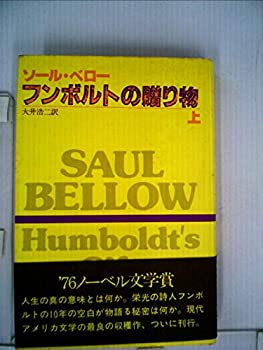 ソール・ベロー
フンボルトの贈り物
上
大井浩二訳
SAUL
BELLOW
Humboldt's
'76ノーベル文学賞
人生の真の意味とは何か。栄光の詩人フン
ボルトの10年の空白が物語る秘密は何か。現代
アメリカ文学の最良の収穫作、ついに刊行。